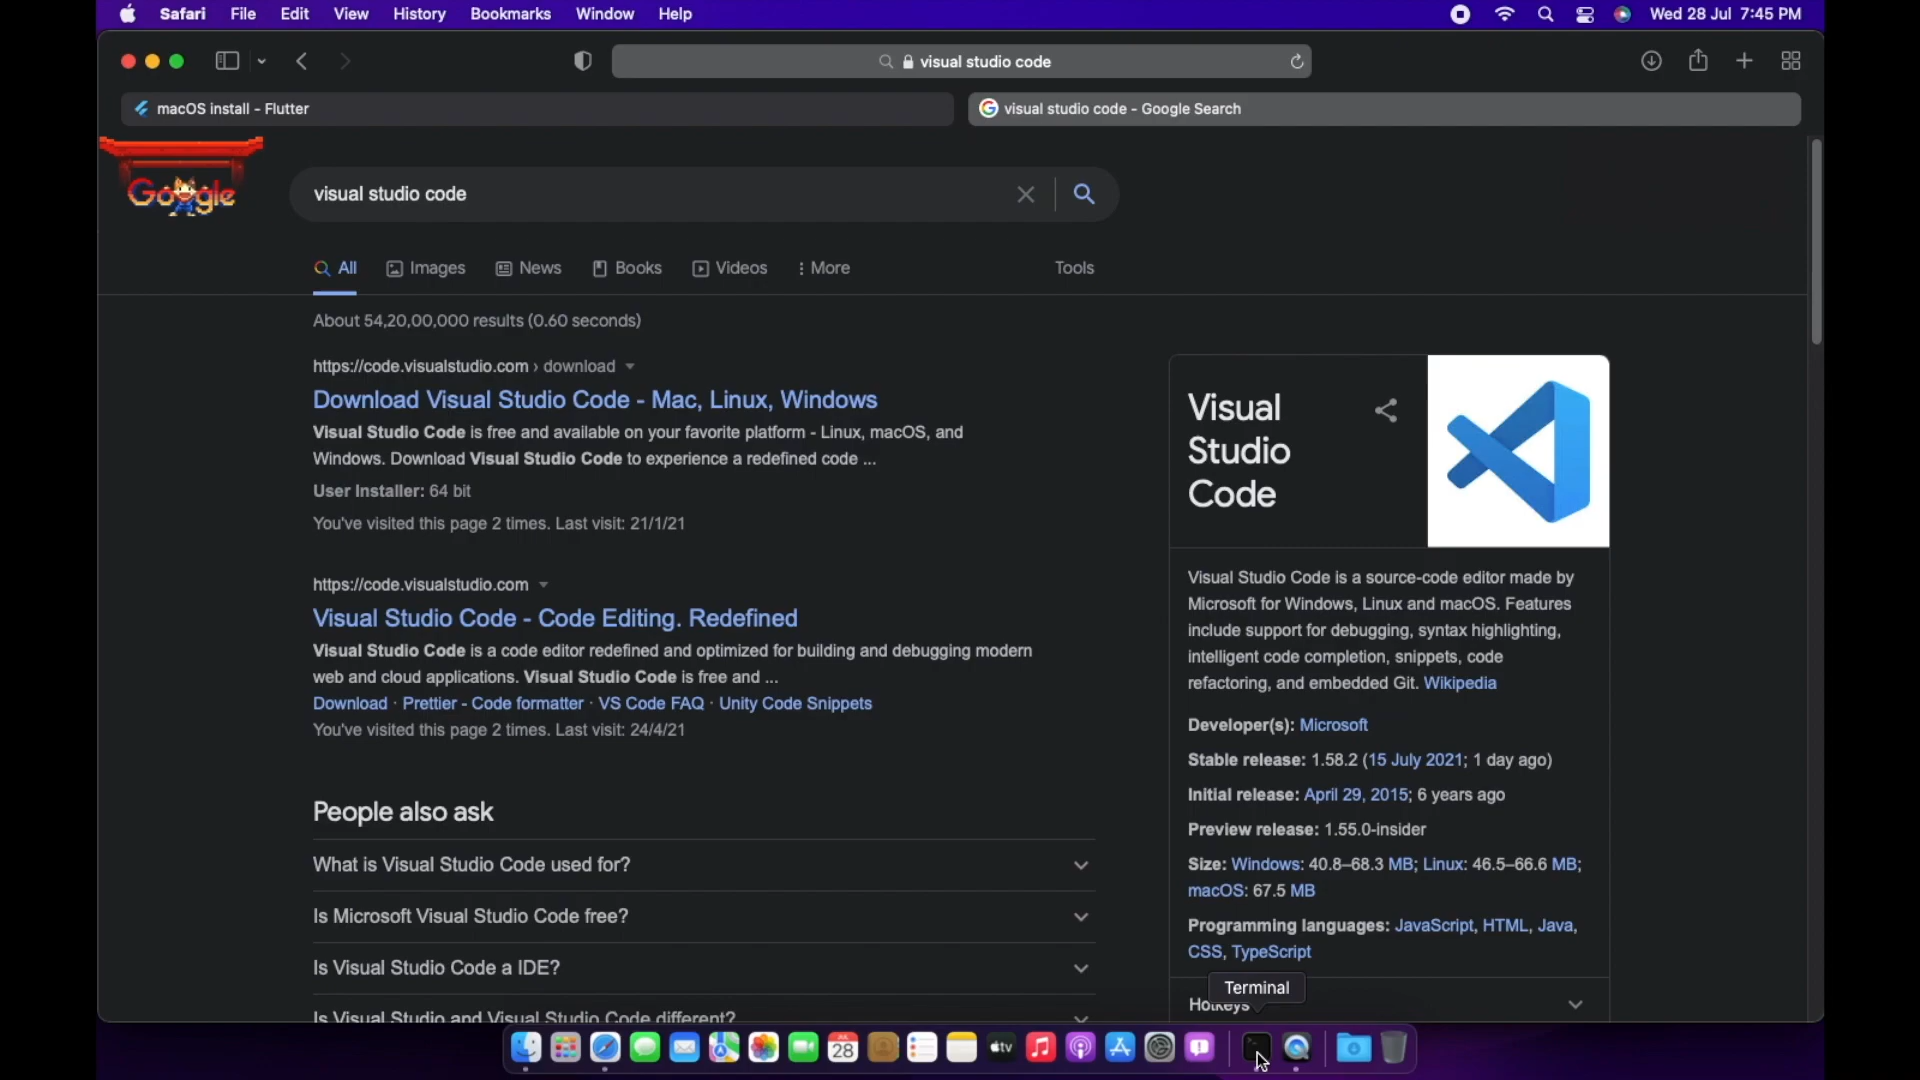 Safari File Edit View History Bookmarks Window Help
Wed 28 Jul 7:45 PM
visual studio code
macOS install - Flutter
visual studio code - Google Search
Google
visual studio code
All Images News Books Videos More Tools
About 54,20,00,000 results (0.60 seconds)
https://code.visualstudio.com › download
Download Visual Studio Code - Mac, Linux, Windows
Visual Studio Code is free and available on your favorite platform - Linux, macOS, and
Windows. Download Visual Studio Code to experience a redefined code ...
User Installer: 64 bit
You've visited this page 2 times. Last visit: 21/1/21
https://code.visualstudio.com
Visual Studio Code - Code Editing. Redefined
Visual Studio Code is a code editor redefined and optimized for building and debugging modern
web and cloud applications. Visual Studio Code is free and ...
Download · Prettier - Code formatter · VS Code FAQ · Unity Code Snippets
You've visited this page 2 times. Last visit: 24/4/21
People also ask
What is Visual Studio Code used for?
Is Microsoft Visual Studio Code free?
Is Visual Studio Code a IDE?
Is Visual Studio and Visual Studio Code different?
Visual
Studio
Code
Visual Studio Code is a source-code editor made by
Microsoft for Windows, Linux and macOS. Features
include support for debugging, syntax highlighting,
intelligent code completion, snippets, code
refactoring, and embedded Git. Wikipedia
Developer(s): Microsoft
Stable release: 1.58.2 (15 July 2021; 1 day ago)
Initial release: April 29, 2015; 6 years ago
Preview release: 1.55.0-insider
Size: Windows: 40.8–68.3 MB; Linux: 46.5–66.6 MB;
macOS: 67.5 MB
Programming languages: JavaScript, HTML, Java,
CSS, TypeScript
Terminal
Hotkeys
JUL
28
tv